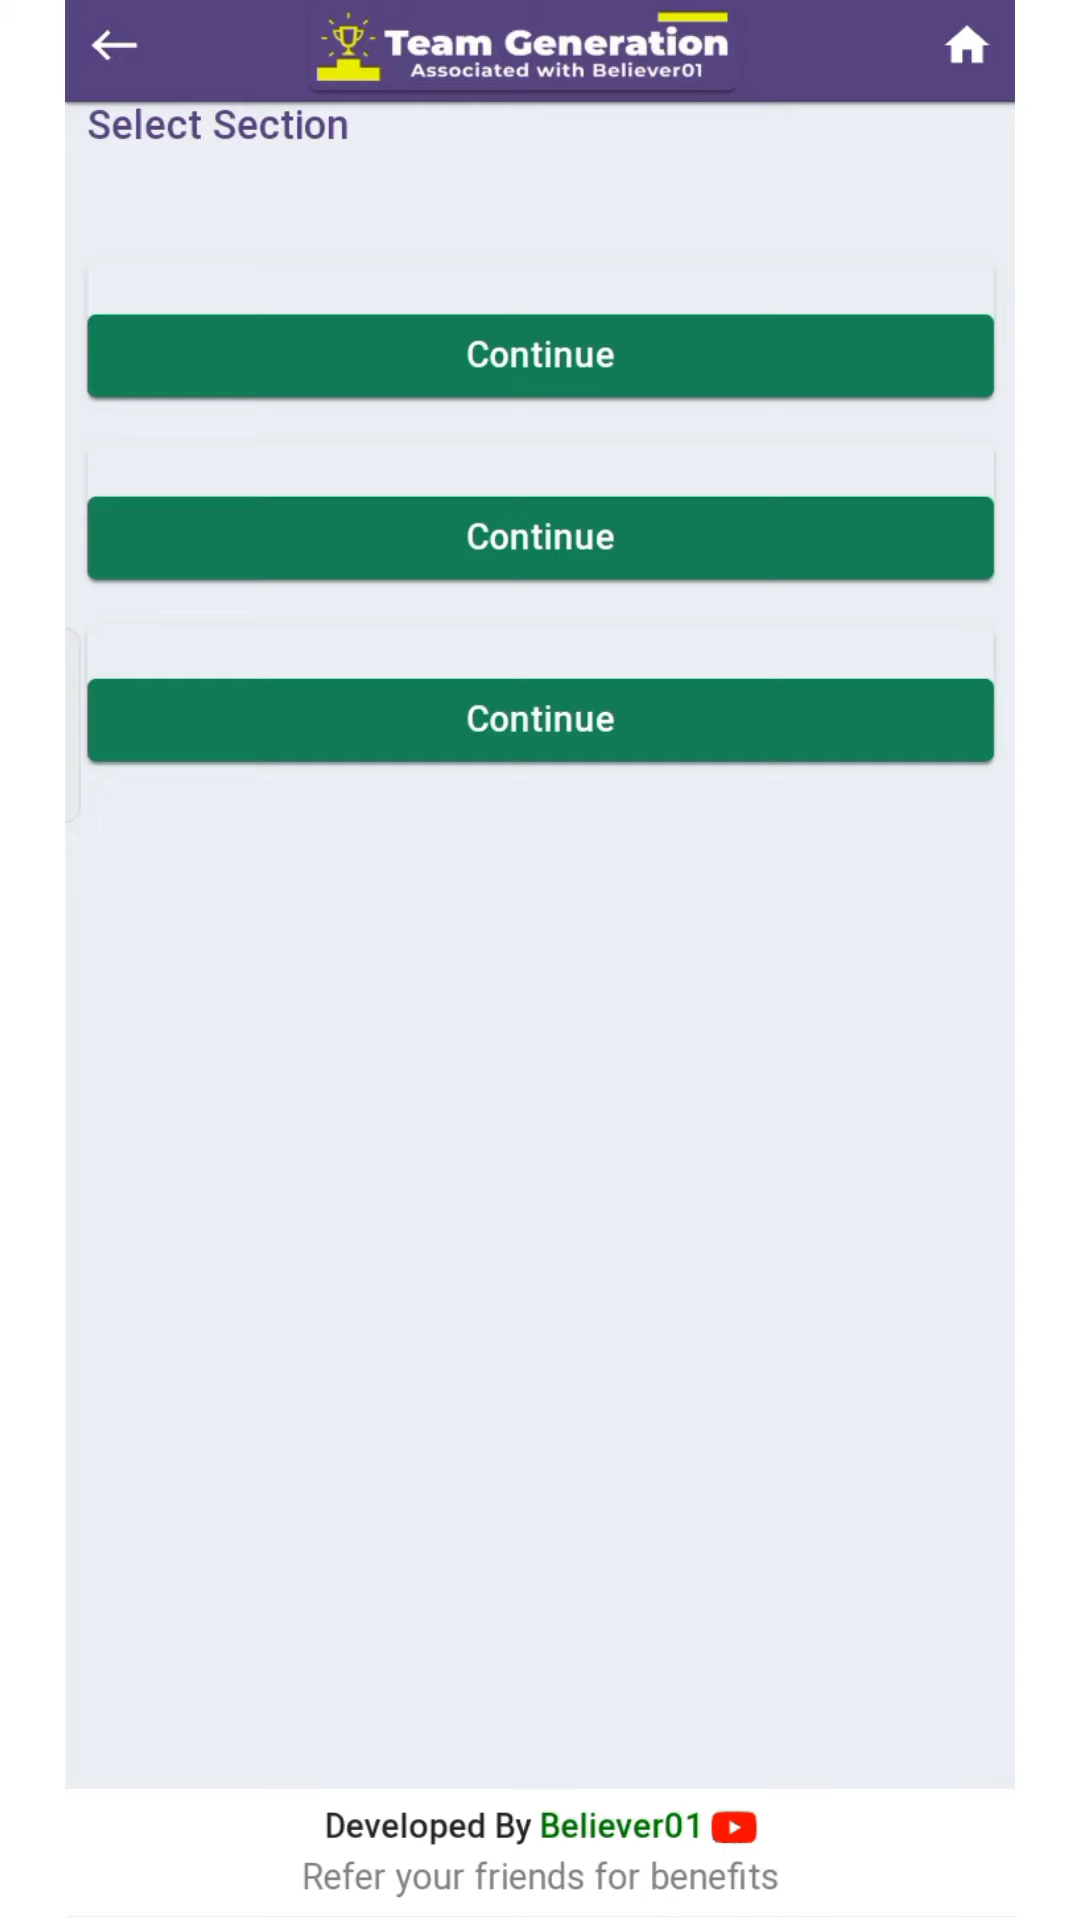 Team Generation
Associated with Believer01
Select Section
Continue
Continue
Continue
Developed By Believer01
Refer your friends for benefits